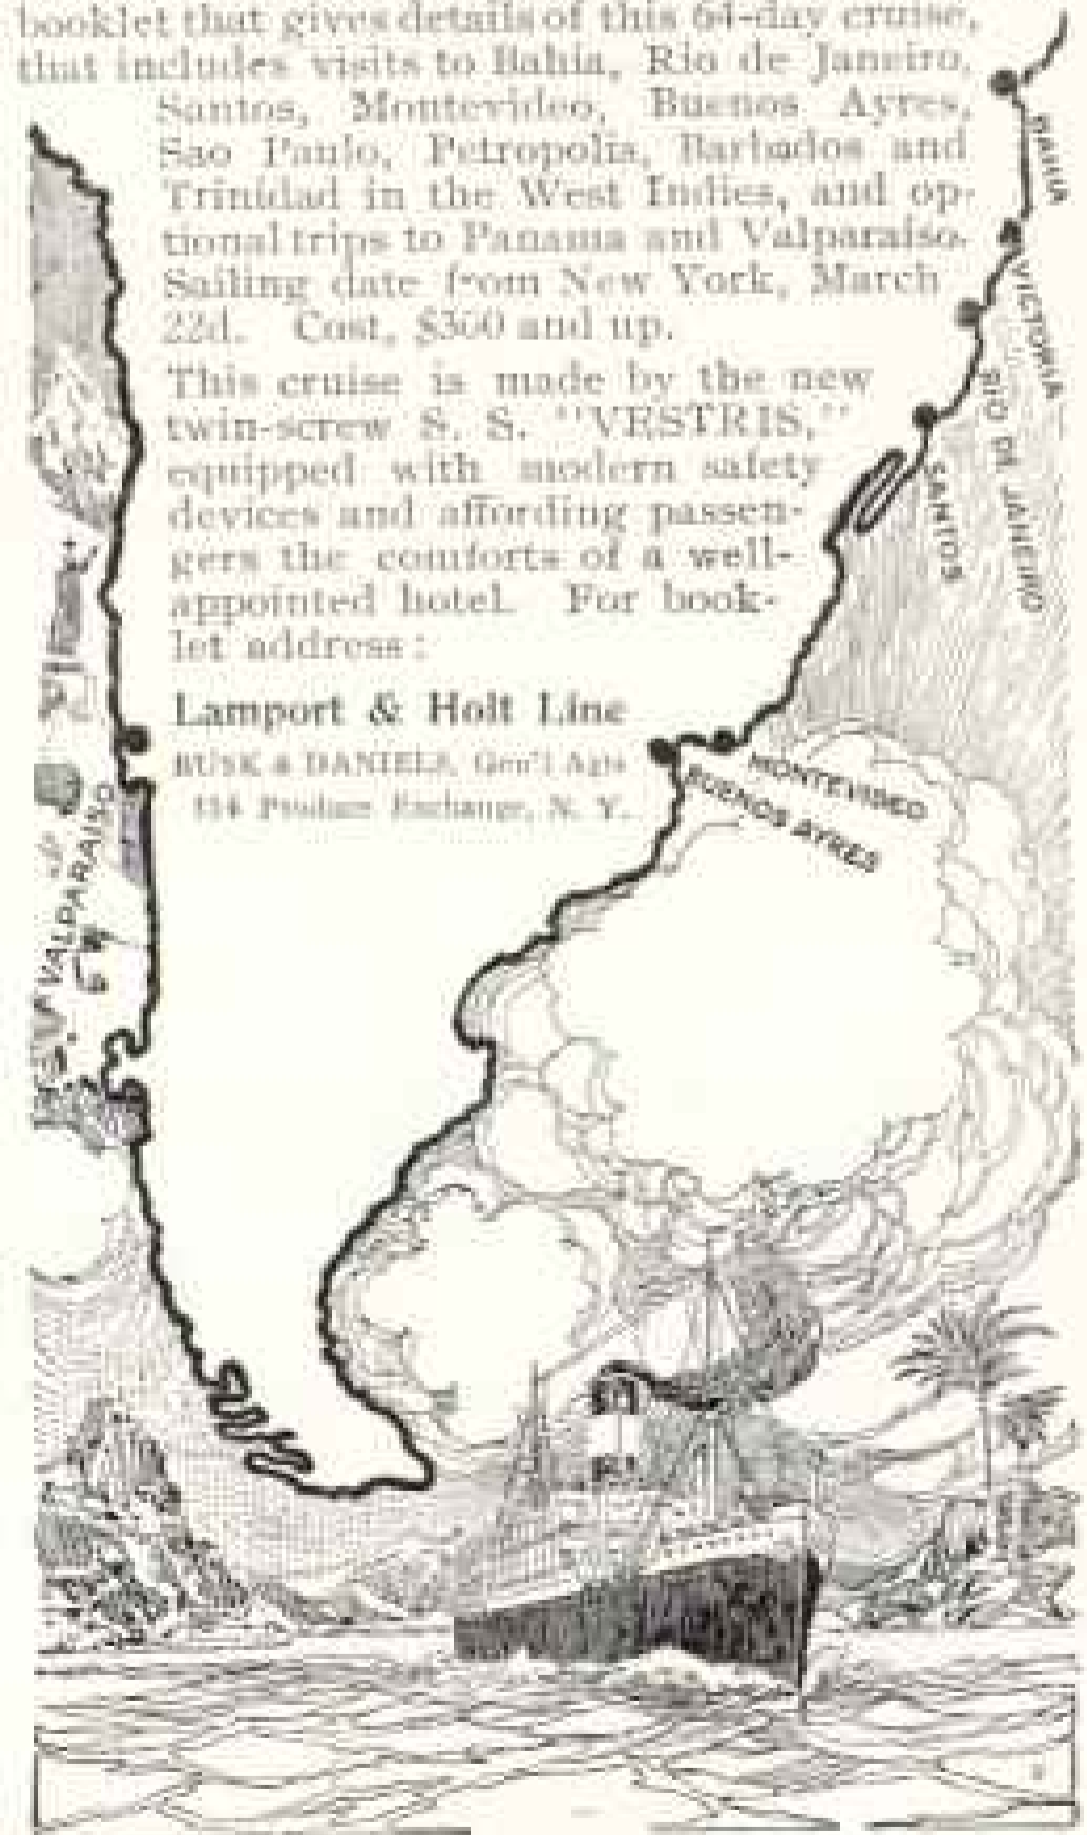 booklet that gives details of this 64-day cruise,
that includes visits to Bahia, Rio de Janeiro,
Santos, Montevideo, Buenos Ayres,
Sao Paulo, Petropolis, Barbados and
Trinidad in the West Indies, and op-
tional trips to Panama and Valparaiso.
Sailing date from New York, March
22d. Cost, $300 and up.
This cruise is made by the new
twin-screw S. S. "VESTRIS,"
equipped with modern safety
devices and affording passen-
gers the comforts of a well-
appointed hotel. For book-
let address:
Lamport & Holt Line
BUSK & DANIELS, Gen'l Agts
Produce Exchange, N. Y.
BAHIA
VICTORIA
RIO DE JANEIRO
SANTOS
MONTEVIDEO
BUENOS AYRES
VALPARAISO